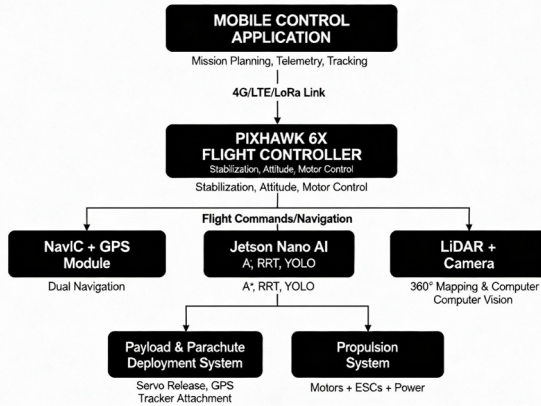 MOBILE CONTROL
APPLICATION
Mission Planning, Telemetry, Tracking
4G/LTE/LoRa Link
PIXHAWK 6X
FLIGHT CONTROLLER
Stabilization, Attitude, Motor Control
Stabilization, Attitude, Motor Control
Flight Commands/Navigation
NavIC + GPS
Module
Dual Navigation
Jetson Nano AI
A; RRT, YOLO
A*, RRT, YOLO
LiDAR +
Camera
360° Mapping & Computer
Computer Vision
Payload & Parachute
Deployment System
Servo Release, GPS
Tracker Attachment
Propulsion
System
Motors + ESCs + Power